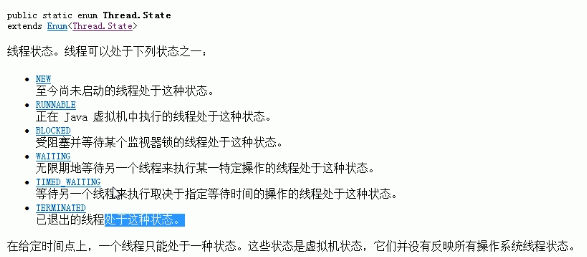 public static enum Thread.State
extends Enum<Thread.State>
线程状态。线程可以处于下列状态之一：
NEW
至今尚未启动的线程处于这种状态。
RUNNABLE
正在 Java 虚拟机中执行的线程处于这种状态。
BLOCKED
受阻塞并等待某个监视器锁的线程处于这种状态。
WAITING
无限期地等待另一个线程来执行某一特定操作的线程处于这种状态。
TIMED_WAITING
等待另一个线程来执行取决于指定等待时间的操作的线程处于这种状态。
TERMINATED
已退出的线程处于这种状态。
在给定时间点上，一个线程只能处于一种状态。这些状态是虚拟机状态，它们并没有反映所有操作系统线程状态。